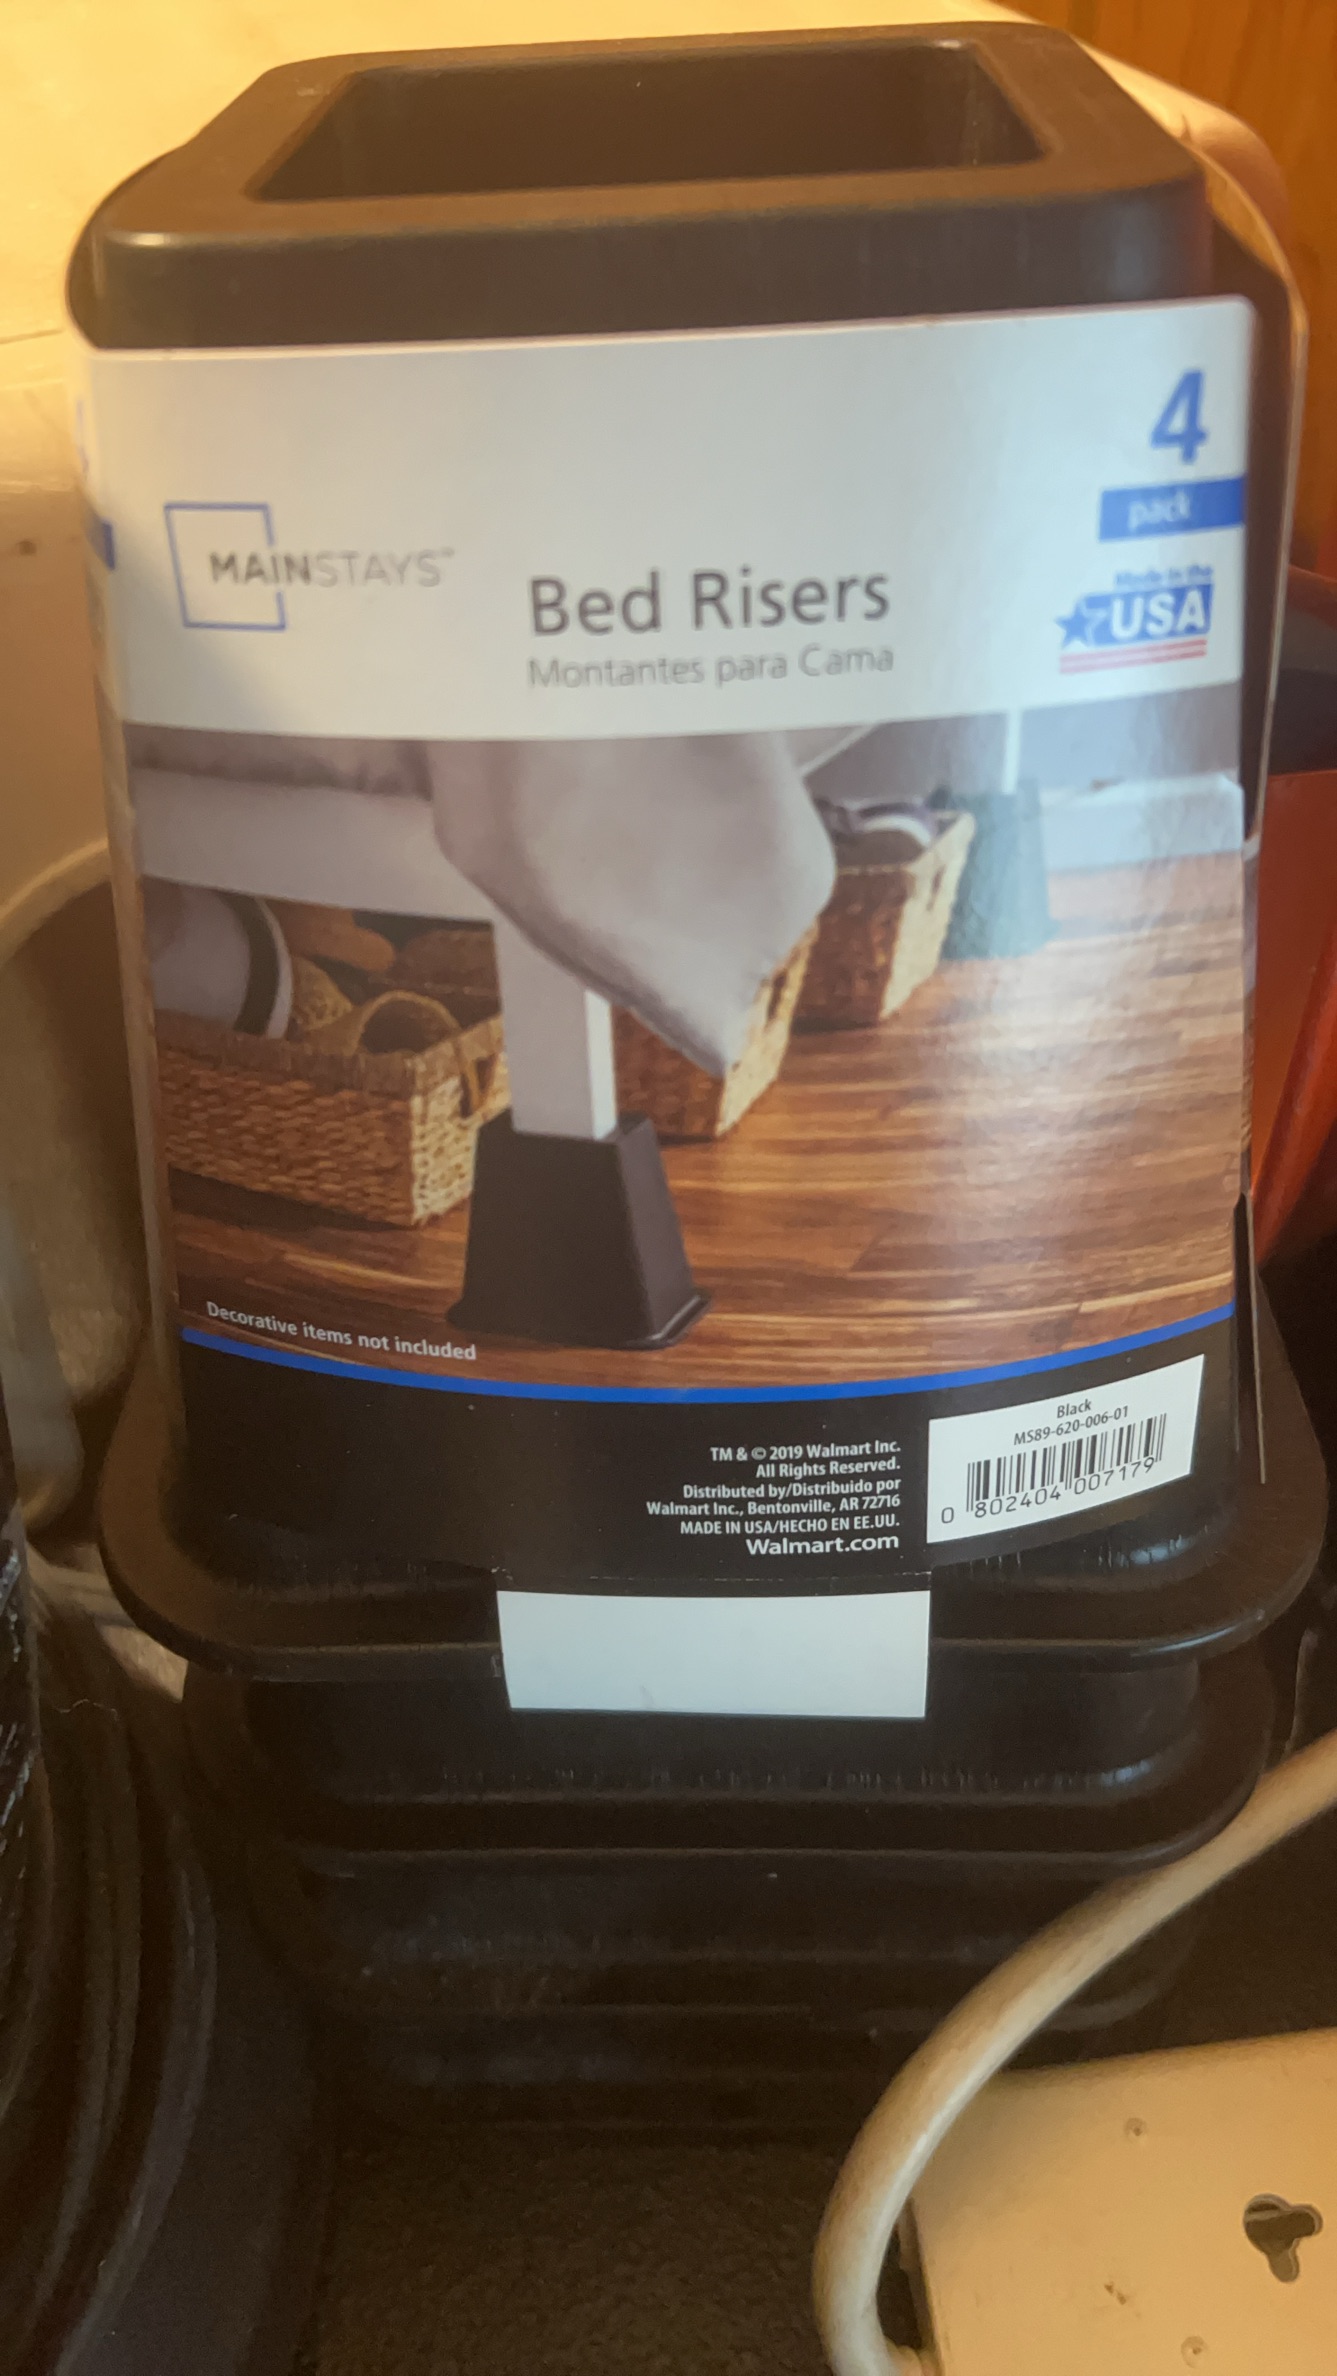 4
pack
MAINSTAYS™
Bed Risers
Montantes para Cama
Made in the
USA
Decorative items not included
TM & © 2019 Walmart Inc.
All Rights Reserved.
Distributed by/Distribuido por
Walmart Inc., Bentonville, AR 72716
MADE IN USA/HECHO EN EE.UU.
Walmart.com
Black
MS89-620-006-01
0 802404 007179